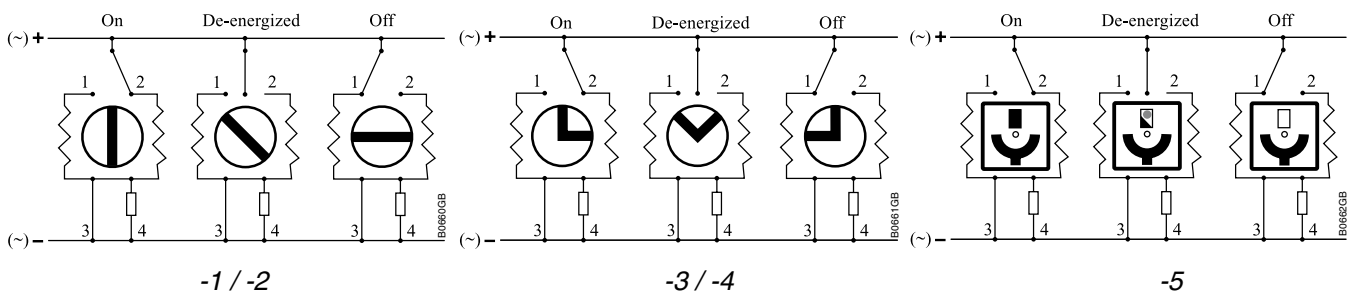 On De-energized Off
(~) +
1 2 1 2 1 2
3 4 3 4 3 4
(~) −
B0660GB
-1 / -2
On De-energized Off
(~) +
1 2 1 2 1 2
3 4 3 4 3 4
(~) −
B0661GB
-3 / -4
On De-energized Off
(~) +
1 2 1 2 1 2
3 4 3 4 3 4
(~) −
B0662GB
-5